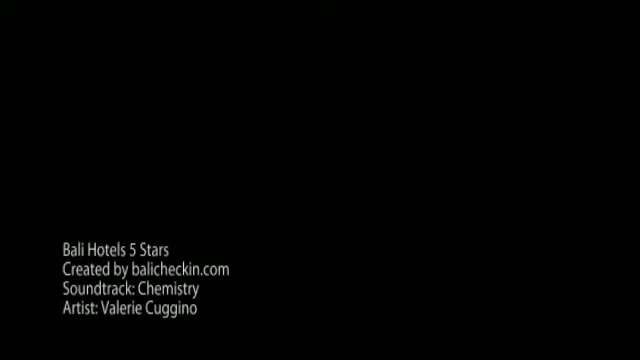 Bali Hotels 5 Stars
Created by balicheckin.com
Soundtrack: Chemistry
Artist: Valerie Cuggino